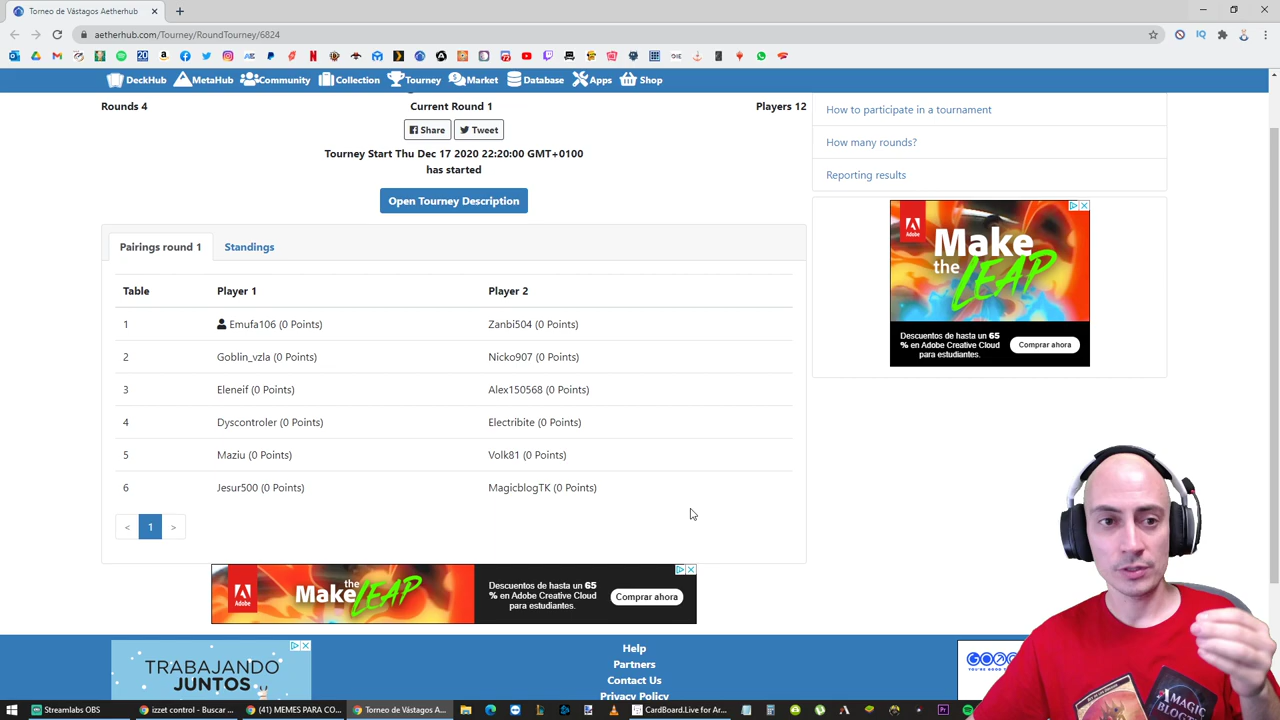 Torneo de Vástagos Aetherhub
aetherhub.com/Tourney/RoundTourney/6824
DeckHub MetaHub Community Collection Tourney Market Database Apps Shop
Rounds 4 Current Round 1 Players 12
Share Tweet
Tourney Start Thu Dec 17 2020 22:20:00 GMT+0100
has started
Open Tourney Description
Pairings round 1 Standings
Table Player 1 Player 2
1 Emufa106 (0 Points) Zanbi504 (0 Points)
2 Goblin_vzla (0 Points) Nicko907 (0 Points)
3 Eleneif (0 Points) Alex150568 (0 Points)
4 Dyscontroler (0 Points) Electribite (0 Points)
5 Maziu (0 Points) Volk81 (0 Points)
6 Jesur500 (0 Points) MagicblogTK (0 Points)
< 1 >
How to participate in a tournament
How many rounds?
Reporting results
Adobe
Make
the LEAP
Descuentos de hasta un 65
% en Adobe Creative Cloud
para estudiantes.
Comprar ahora
Adobe
Make the LEAP
Descuentos de hasta un 65
% en Adobe Creative Cloud
para estudiantes.
Comprar ahora
TRABAJANDO
JUNTOS
Help
Partners
Contact Us
Privacy Policy
MAGIC
BLOC
Streamlabs OBS
izzet control - Buscar ...
(41) MEMES PARA CO...
Torneo de Vástagos A...
CardBoard.Live for Ar...